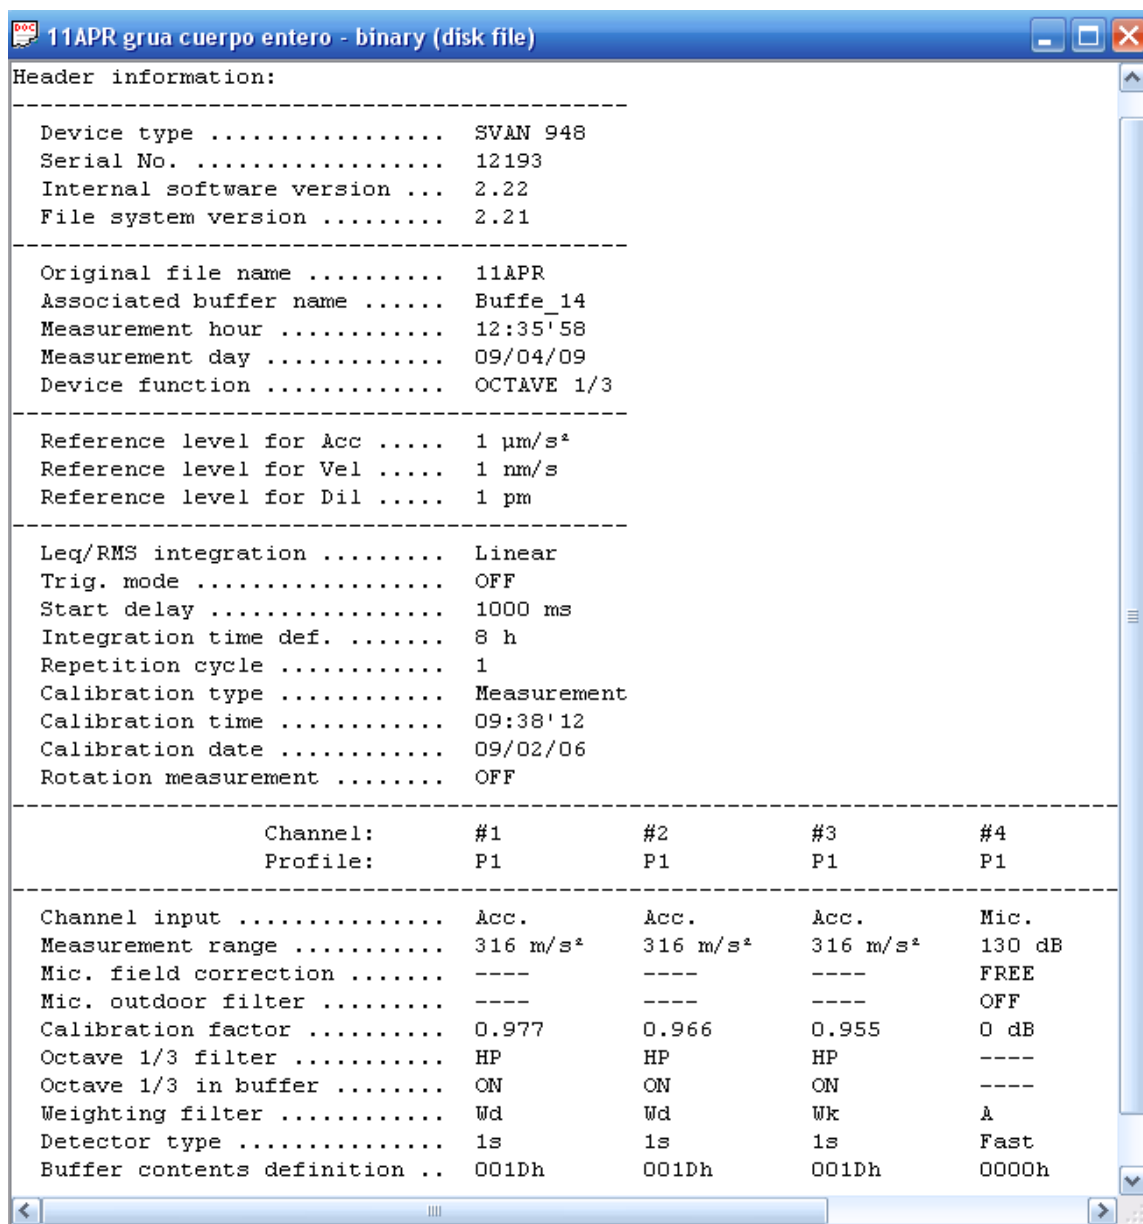 11APR grua cuerpo entero - binary (disk file)
Header information:
--------------------------------------------
Device type ................. SVAN 948
Serial No. .................. 12193
Internal software version ... 2.22
File system version ......... 2.21
--------------------------------------------
Original file name .......... 11APR
Associated buffer name ...... Buffe_14
Measurement hour ............ 12:35'58
Measurement day ............. 09/04/09
Device function ............. OCTAVE 1/3
--------------------------------------------
Reference level for Acc ..... 1 µm/s²
Reference level for Vel ..... 1 nm/s
Reference level for Dil ..... 1 pm
--------------------------------------------
Leq/RMS integration ......... Linear
Trig. mode .................. OFF
Start delay ................. 1000 ms
Integration time def. ....... 8 h
Repetition cycle ............ 1
Calibration type ............ Measurement
Calibration time ............ 09:38'12
Calibration date ............ 09/02/06
Rotation measurement ........ OFF
-------------------------------------------------------------------------------
Channel: #1 #2 #3 #4
Profile: P1 P1 P1 P1
-------------------------------------------------------------------------------
Channel input ............... Acc. Acc. Acc. Mic.
Measurement range ........... 316 m/s² 316 m/s² 316 m/s² 130 dB
Mic. field correction ....... ---- ---- ---- FREE
Mic. outdoor filter ......... ---- ---- ---- OFF
Calibration factor .......... 0.977 0.966 0.955 0 dB
Octave 1/3 filter ........... HP HP HP ----
Octave 1/3 in buffer ........ ON ON ON ----
Weighting filter ............ Wd Wd Wk A
Detector type ............... 1s 1s 1s Fast
Buffer contents definition .. 001Dh 001Dh 001Dh 0000h